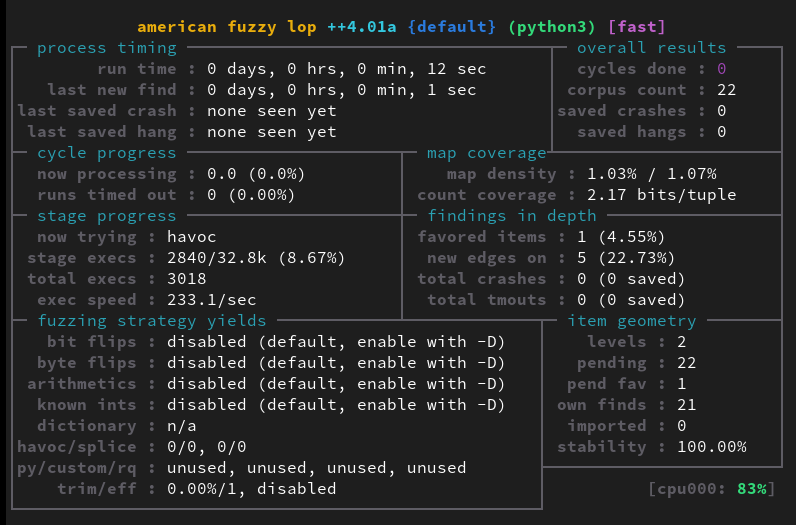 american fuzzy lop ++4.01a {default} (python3) [fast]
process timing overall results
run time : 0 days, 0 hrs, 0 min, 12 sec cycles done : 0
last new find : 0 days, 0 hrs, 0 min, 1 sec corpus count : 22
last saved crash : none seen yet saved crashes : 0
last saved hang : none seen yet saved hangs : 0
cycle progress map coverage
now processing : 0.0 (0.0%) map density : 1.03% / 1.07%
runs timed out : 0 (0.00%) count coverage : 2.17 bits/tuple
stage progress findings in depth
now trying : havoc favored items : 1 (4.55%)
stage execs : 2840/32.8k (8.67%) new edges on : 5 (22.73%)
total execs : 3018 total crashes : 0 (0 saved)
exec speed : 233.1/sec total tmouts : 0 (0 saved)
fuzzing strategy yields item geometry
bit flips : disabled (default, enable with -D) levels : 2
byte flips : disabled (default, enable with -D) pending : 22
arithmetics : disabled (default, enable with -D) pend fav : 1
known ints : disabled (default, enable with -D) own finds : 21
dictionary : n/a imported : 0
havoc/splice : 0/0, 0/0 stability : 100.00%
py/custom/rq : unused, unused, unused, unused
trim/eff : 0.00%/1, disabled [cpu000: 83%]